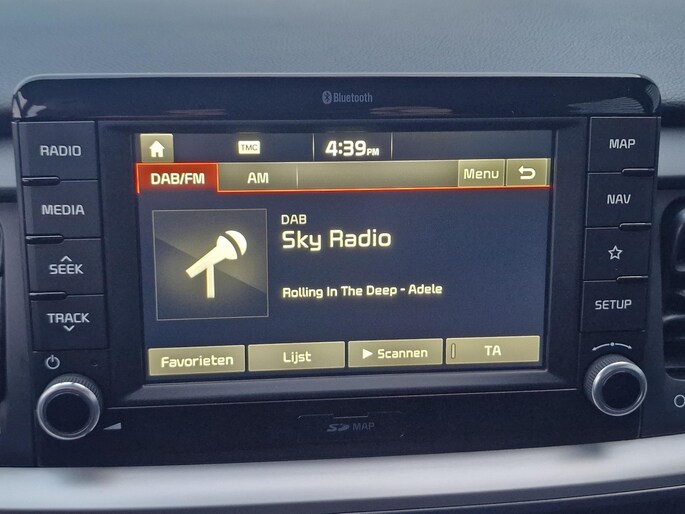 Bluetooth
RADIO
MEDIA
SEEK
TRACK
TMC
4:39PM
DAB/FM AM Menu
DAB
Sky Radio
Rolling In The Deep - Adele
Favorieten Lijst Scannen TA
MAP
NAV
SETUP
SD MAP